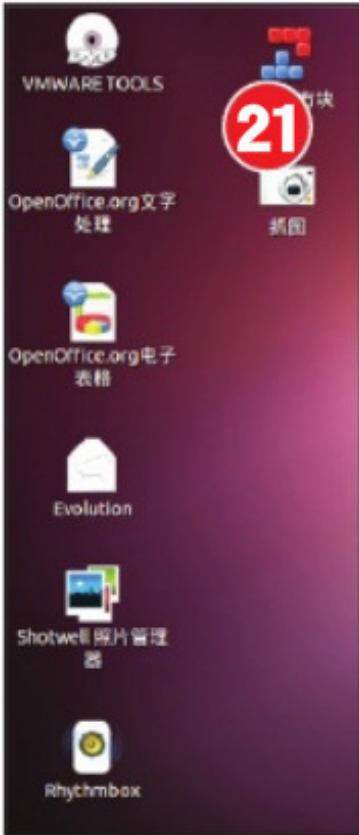 VMWARE TOOLS
OpenOffice.org文字
处理
OpenOffice.org电子
表格
Evolution
Shotwell 照片管理
器
Rhythmbox
21
方块
抓图